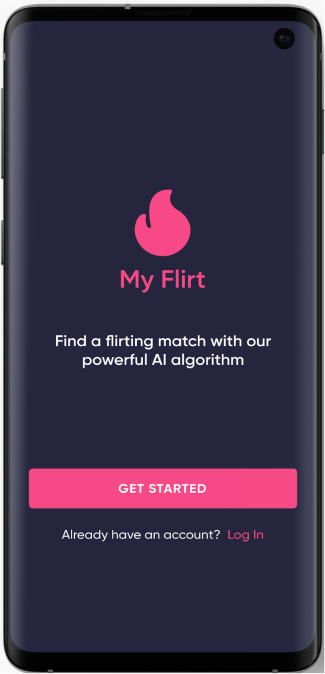 My Flirt
Find a flirting match with our
powerful AI algorithm
GET STARTED
Already have an account? Log In